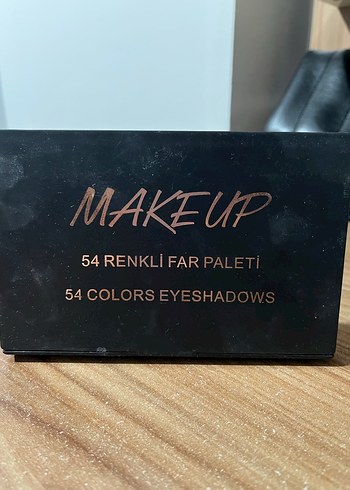 MAKEUP
54 RENKLİ FAR PALETİ
54 COLORS EYESHADOWS